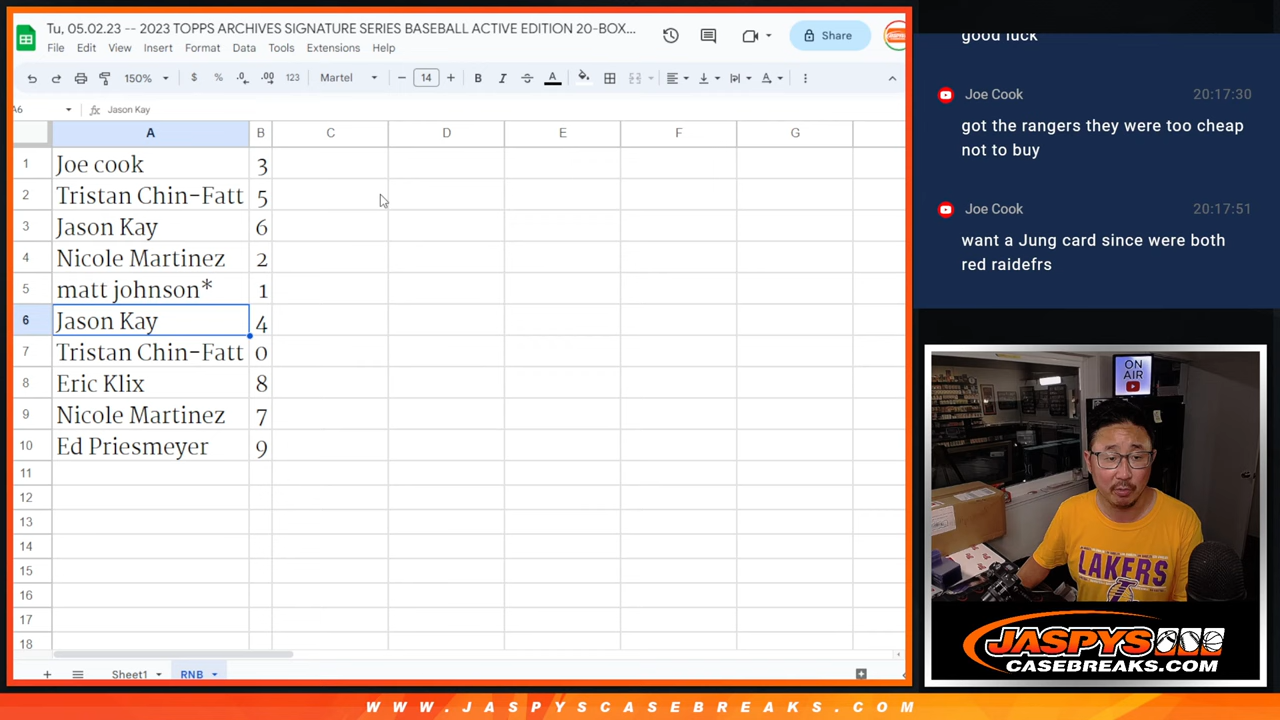 Tu, 05.02.23 -- 2023 TOPPS ARCHIVES SIGNATURE SERIES BASEBALL ACTIVE EDITION 20-BOX...
File Edit View Insert Format Data Tools Extensions Help
Share
150% $ % .0 .00 123 Martel 14 B I A
A6 fx Jason Kay
A B C D E F G
1 Joe cook 3
2 Tristan Chin-Fatt 5
3 Jason Kay 6
4 Nicole Martinez 2
5 matt johnson* 1
6 Jason Kay 4
7 Tristan Chin-Fatt 0
8 Eric Klix 8
9 Nicole Martinez 7
10 Ed Priesmeyer 9
11
12
13
14
15
16
17
18
Sheet1 RNB
good luck
Joe Cook 20:17:30
got the rangers they were too cheap
not to buy
Joe Cook 20:17:51
want a Jung card since were both
red raidefrs
ON
AIR
LAKERS
JASPYS
CASEBREAKS.COM
WWW.JASPYSCASEBREAKS.COM